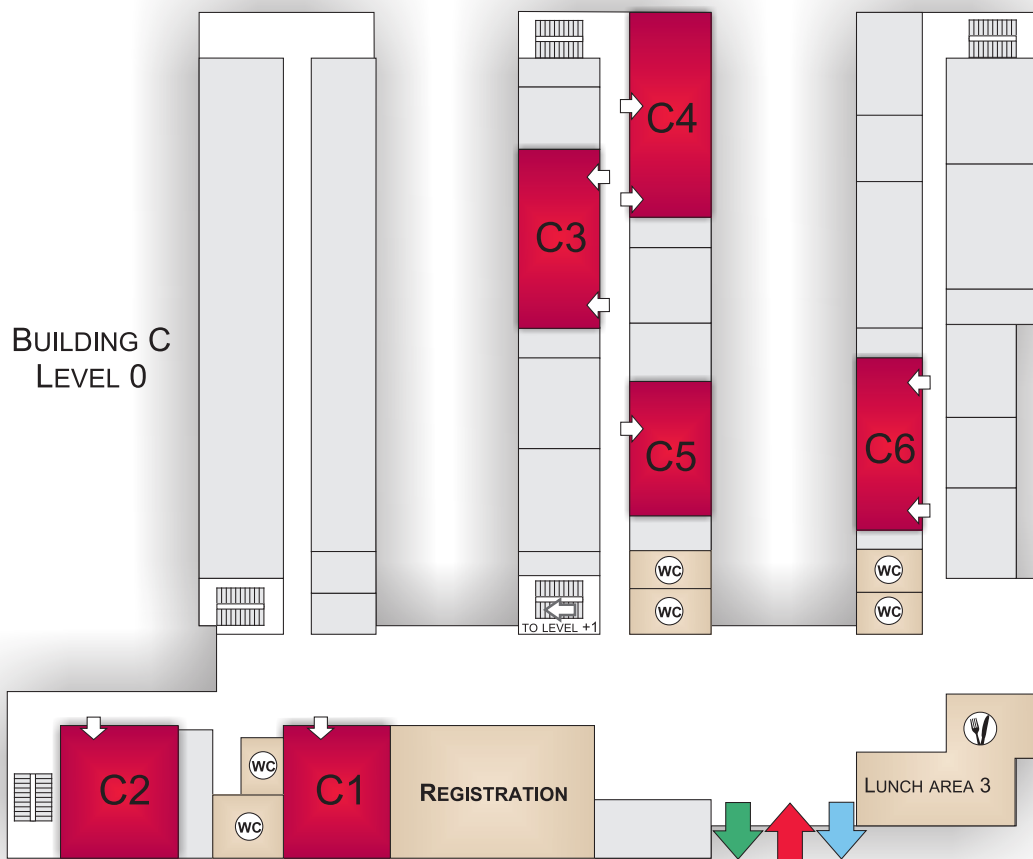 C4
C3
BUILDING C
LEVEL 0
C5
C6
WC
WC
WC
WC
TO LEVEL +1
C2
WC
WC
C1
REGISTRATION
LUNCH AREA 3